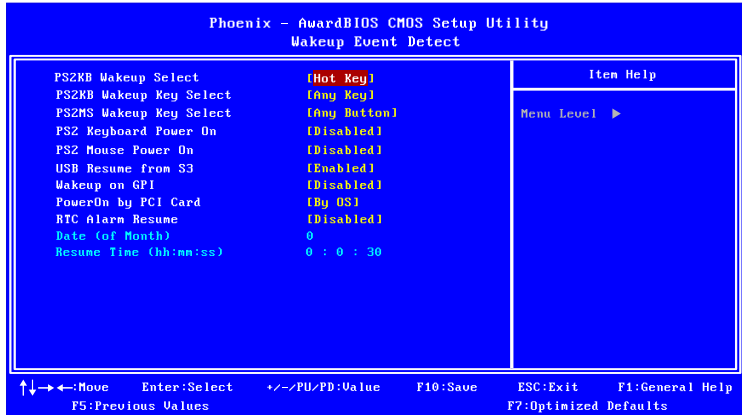 Phoenix - AwardBIOS CMOS Setup Utility
Wakeup Event Detect
PS2KB Wakeup Select [Hot Key]
PS2KB Wakeup Key Select [Any Key]
PS2MS Wakeup Key Select [Any Button]
PS2 Keyboard Power On [Disabled]
PS2 Mouse Power On [Disabled]
USB Resume from S3 [Enabled]
Wakeup on GPI [Disabled]
PowerOn by PCI Card [By OS]
RTC Alarm Resume [Disabled]
Date (of Month) 0
Resume Time (hh:mm:ss) 0 : 0 : 30
Item Help
Menu Level ▶
↑↓→←:Move Enter:Select +/-/PU/PD:Value F10:Save ESC:Exit F1:General Help
F5:Previous Values F7:Optimized Defaults